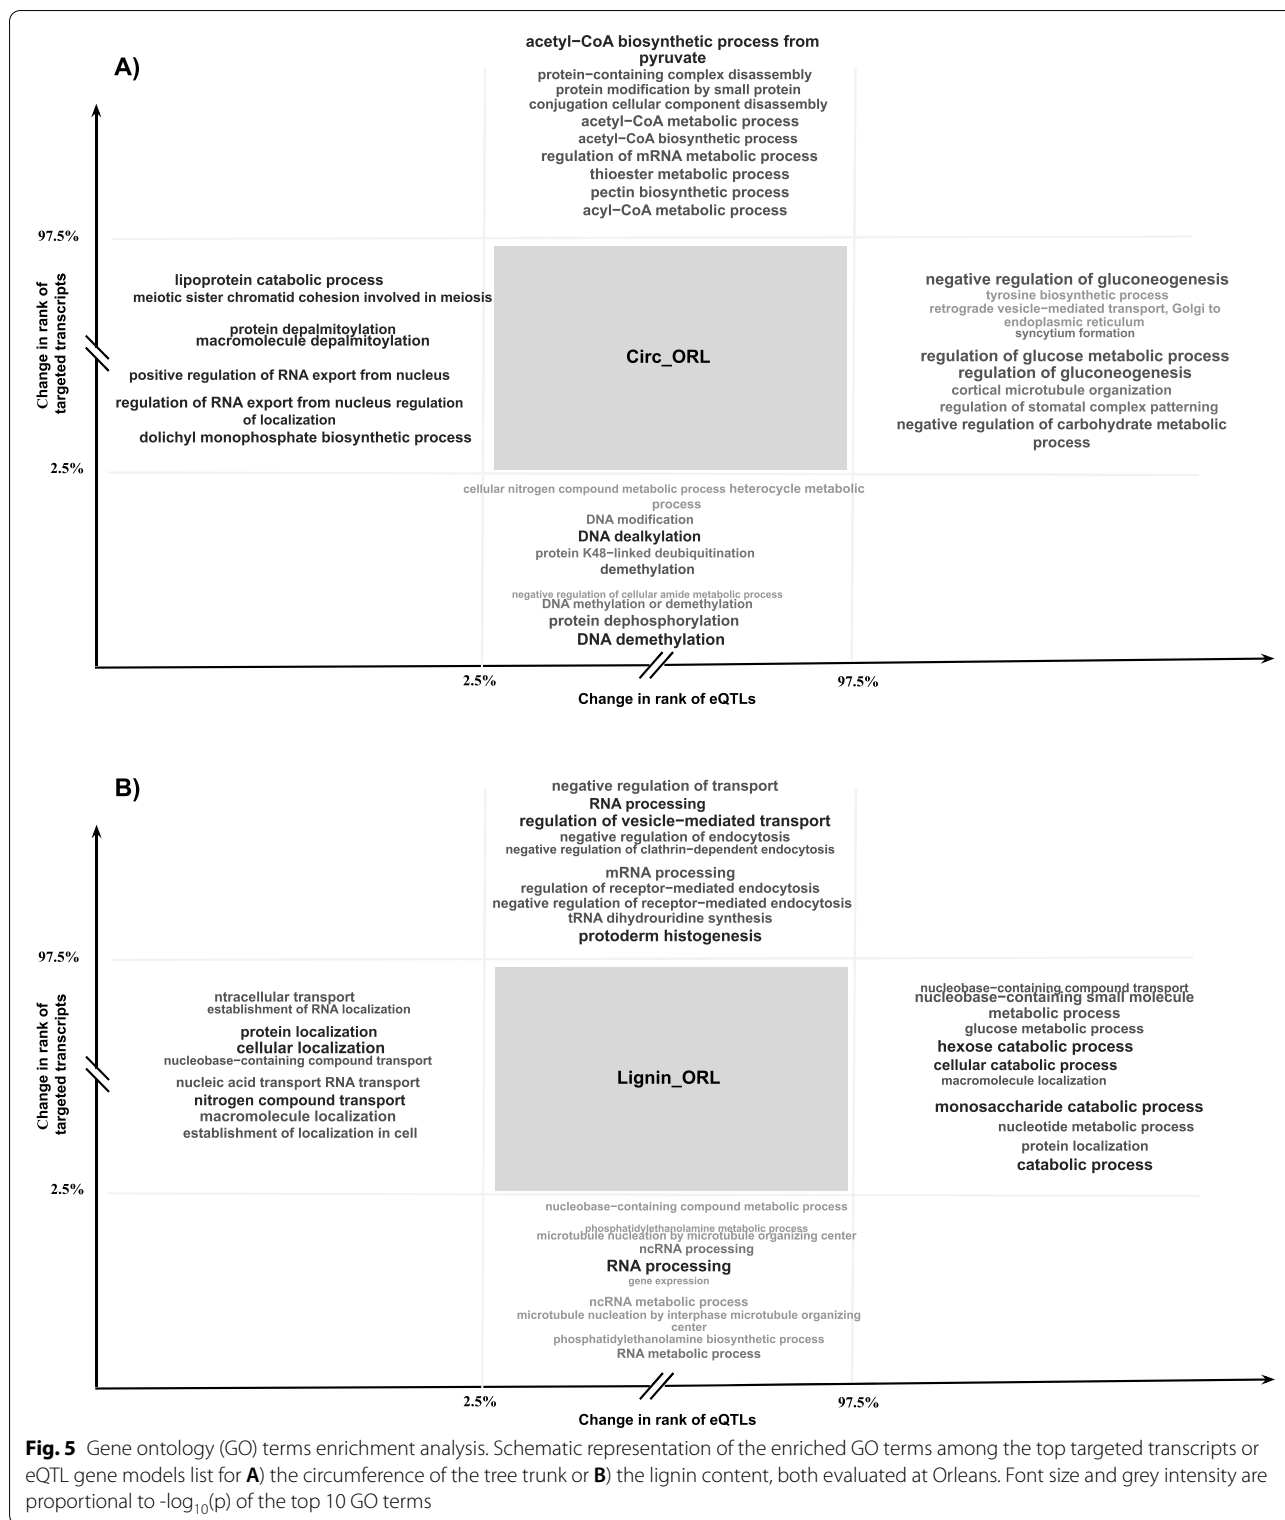 A)
acetyl−CoA biosynthetic process from
pyruvate
protein−containing complex disassembly
protein modification by small protein
conjugation cellular component disassembly
acetyl−CoA metabolic process
acetyl−CoA biosynthetic process
regulation of mRNA metabolic process
thioester metabolic process
pectin biosynthetic process
acyl−CoA metabolic process
97.5%
Change in rank of
targeted transcripts
2.5%
lipoprotein catabolic process
meiotic sister chromatid cohesion involved in meiosis
protein depalmitoylation
macromolecule depalmitoylation
positive regulation of RNA export from nucleus
regulation of RNA export from nucleus regulation
of localization
dolichyl monophosphate biosynthetic process
Circ_ORL
negative regulation of gluconeogenesis
tyrosine biosynthetic process
retrograde vesicle−mediated transport, Golgi to
endoplasmic reticulum
syncytium formation
regulation of glucose metabolic process
regulation of gluconeogenesis
cortical microtubule organization
regulation of stomatal complex patterning
negative regulation of carbohydrate metabolic
process
cellular nitrogen compound metabolic process heterocycle metabolic
process
DNA modification
DNA dealkylation
protein K48−linked deubiquitination
demethylation
negative regulation of cellular amide metabolic process
DNA methylation or demethylation
protein dephosphorylation
DNA demethylation
2.5%
97.5%
Change in rank of eQTLs
B)
negative regulation of transport
RNA processing
regulation of vesicle−mediated transport
negative regulation of endocytosis
negative regulation of clathrin−dependent endocytosis
mRNA processing
regulation of receptor−mediated endocytosis
negative regulation of receptor−mediated endocytosis
tRNA dihydrouridine synthesis
protoderm histogenesis
97.5%
Change in rank of
targeted transcripts
2.5%
ntracellular transport
establishment of RNA localization
protein localization
cellular localization
nucleobase−containing compound transport
nucleic acid transport RNA transport
nitrogen compound transport
macromolecule localization
establishment of localization in cell
Lignin_ORL
nucleobase−containing compound transport
nucleobase−containing small molecule
metabolic process
glucose metabolic process
hexose catabolic process
cellular catabolic process
macromolecule localization
monosaccharide catabolic process
nucleotide metabolic process
protein localization
catabolic process
nucleobase−containing compound metabolic process
phosphatidylethanolamine metabolic process
microtubule nucleation by microtubule organizing center
ncRNA processing
RNA processing
gene expression
ncRNA metabolic process
microtubule nucleation by interphase microtubule organizing
center
phosphatidylethanolamine biosynthetic process
RNA metabolic process
2.5%
97.5%
Change in rank of eQTLs
Fig. 5 Gene ontology (GO) terms enrichment analysis. Schematic representation of the enriched GO terms among the top targeted transcripts or
eQTL gene models list for A) the circumference of the tree trunk or B) the lignin content, both evaluated at Orleans. Font size and grey intensity are
proportional to -log10(p) of the top 10 GO terms